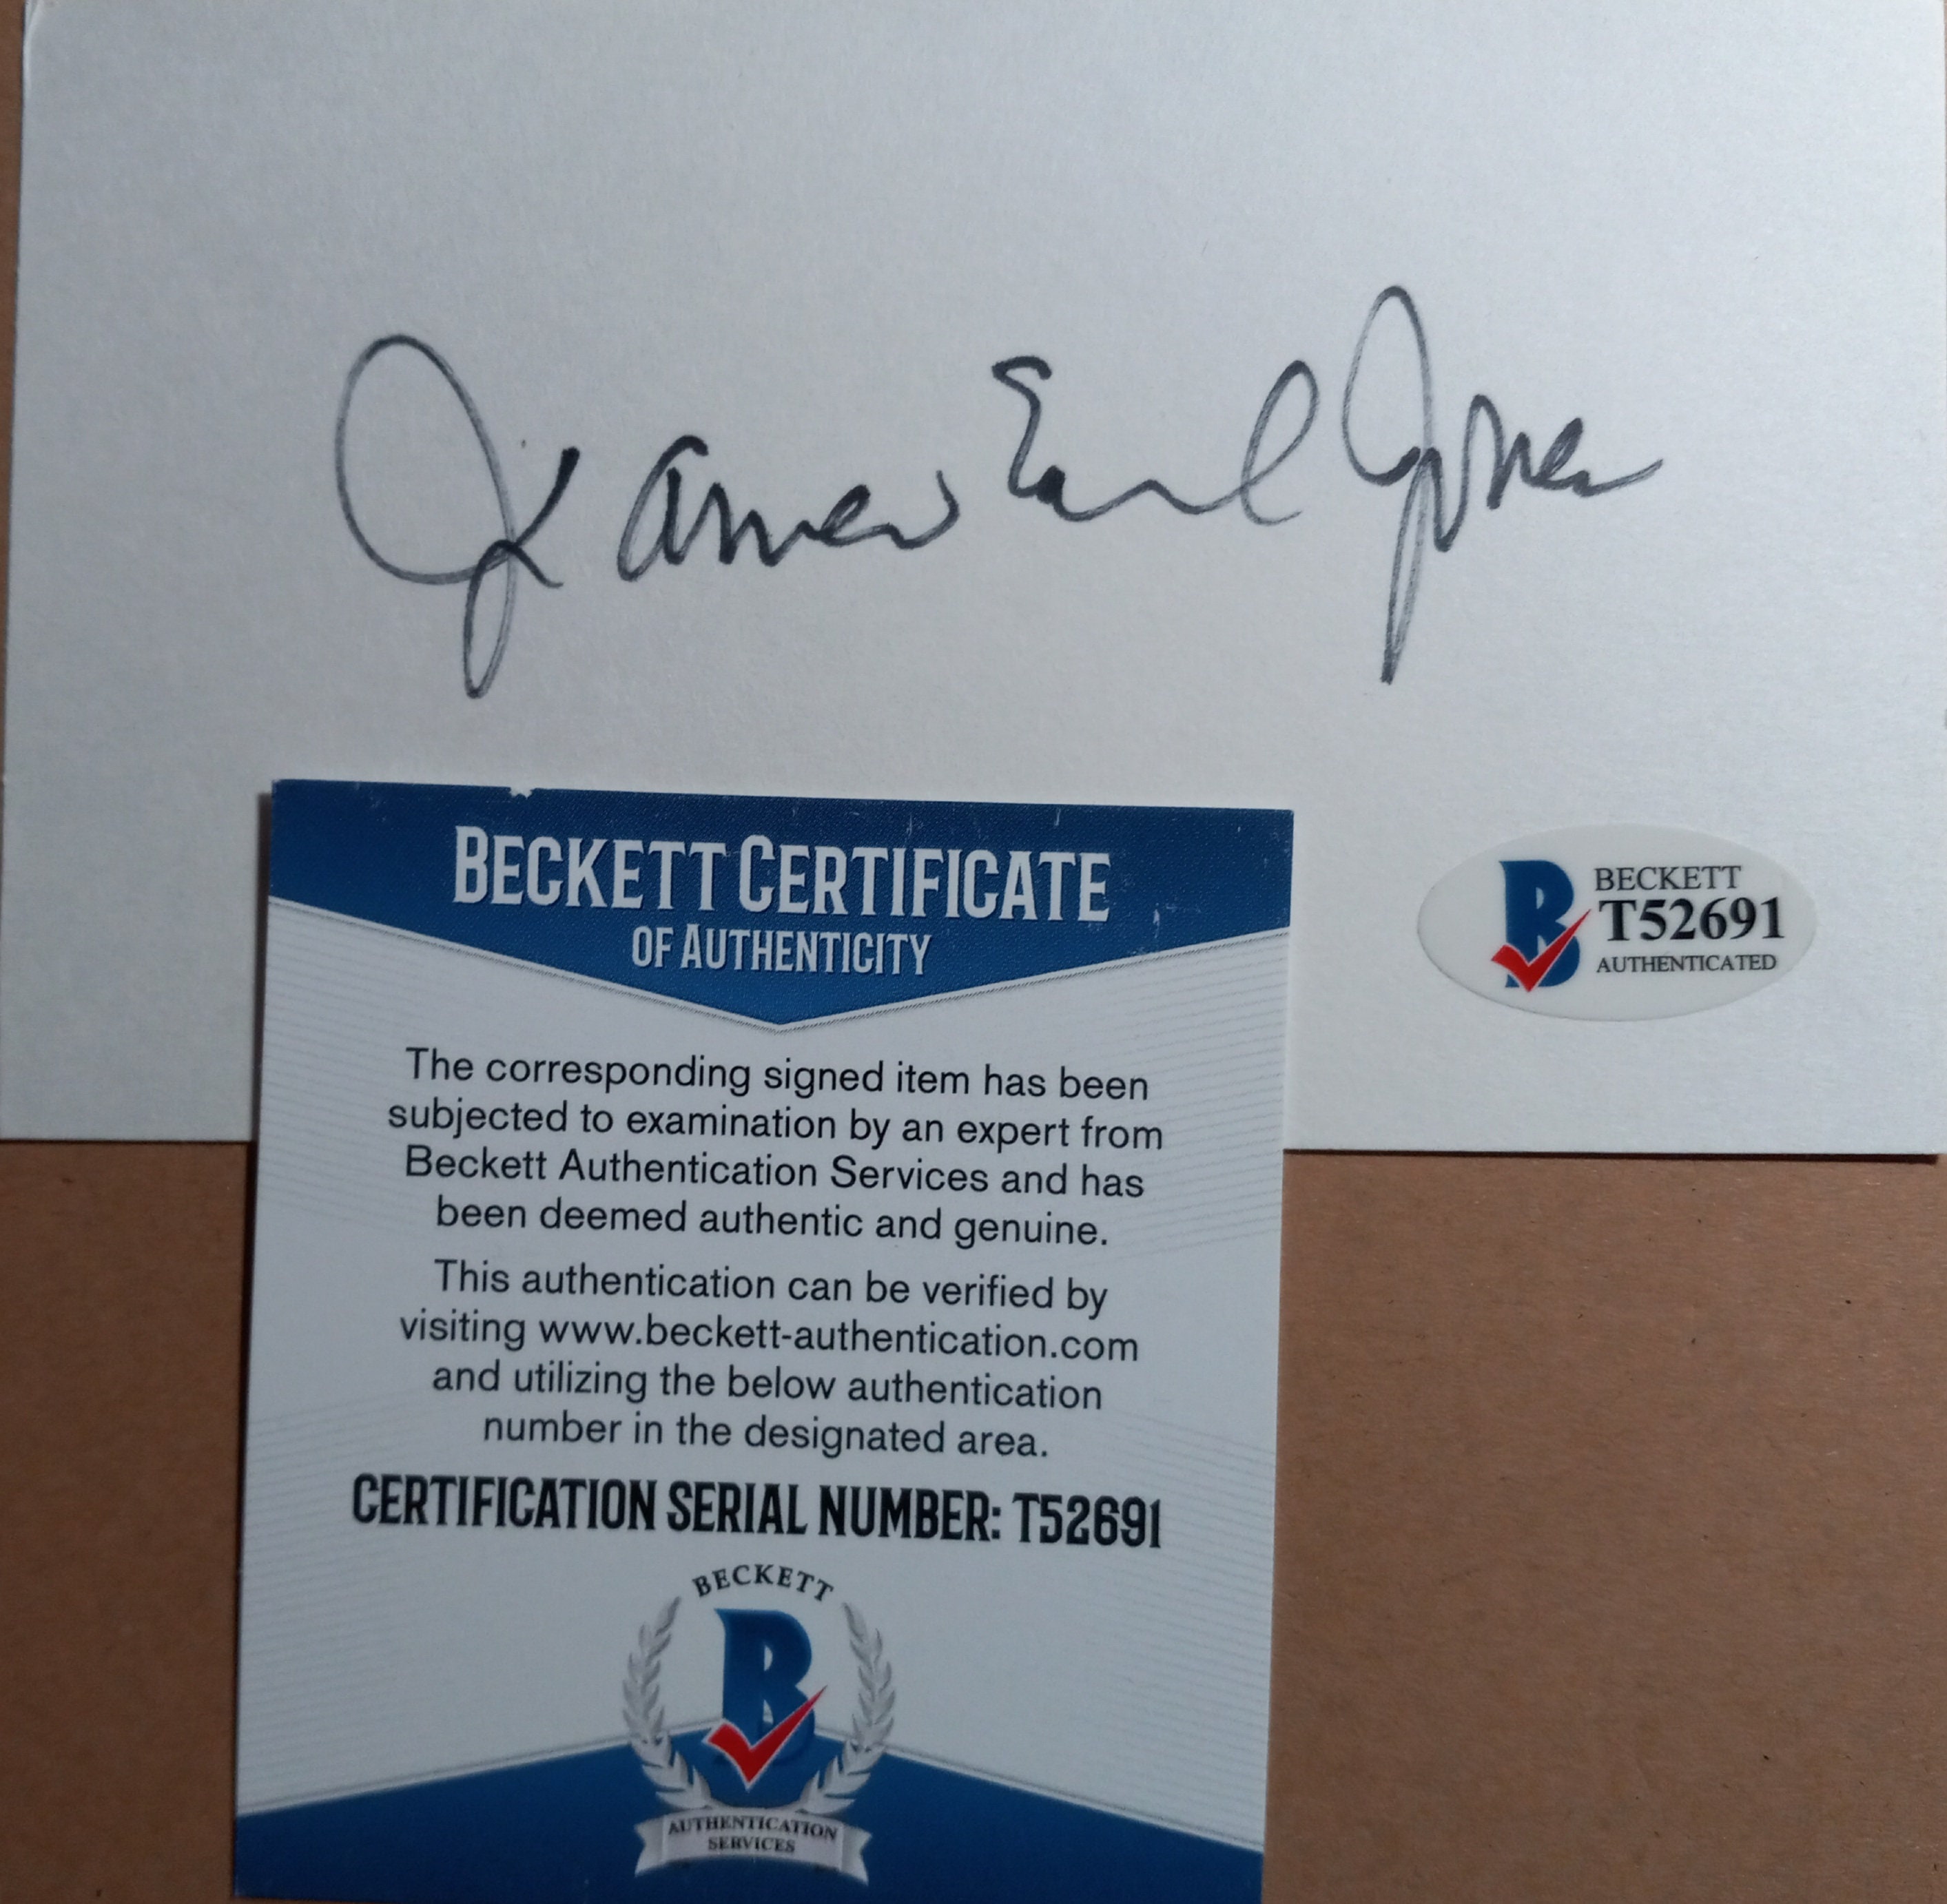 James Earl Jones
BECKETT
T52691
AUTHENTICATED
BECKETT CERTIFICATE
OF AUTHENTICITY
The corresponding signed item has been
subjected to examination by an expert from
Beckett Authentication Services and has
been deemed authentic and genuine.
This authentication can be verified by
visiting www.beckett-authentication.com
and utilizing the below authentication
number in the designated area.
CERTIFICATION SERIAL NUMBER: T52691
BECKETT
B
AUTHENTICATION
SERVICES